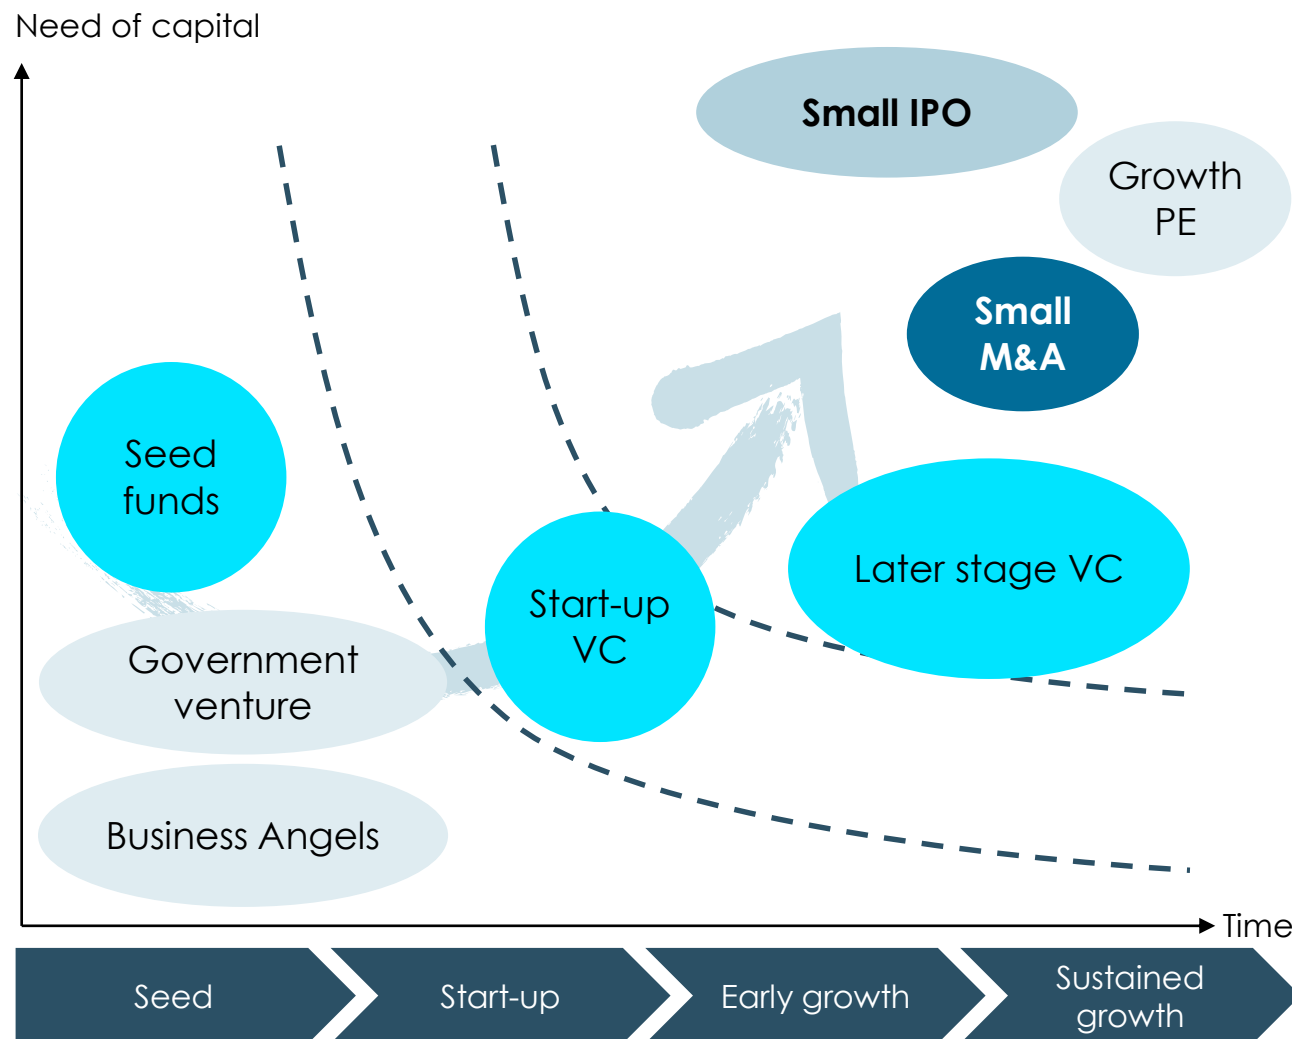 Need of capital
Small IPO
Growth
PE
Small
M&A
Seed
funds
Later stage VC
Start-up
VC
Government
venture
Business Angels
Time
Seed
Start-up
Early growth
Sustained
growth